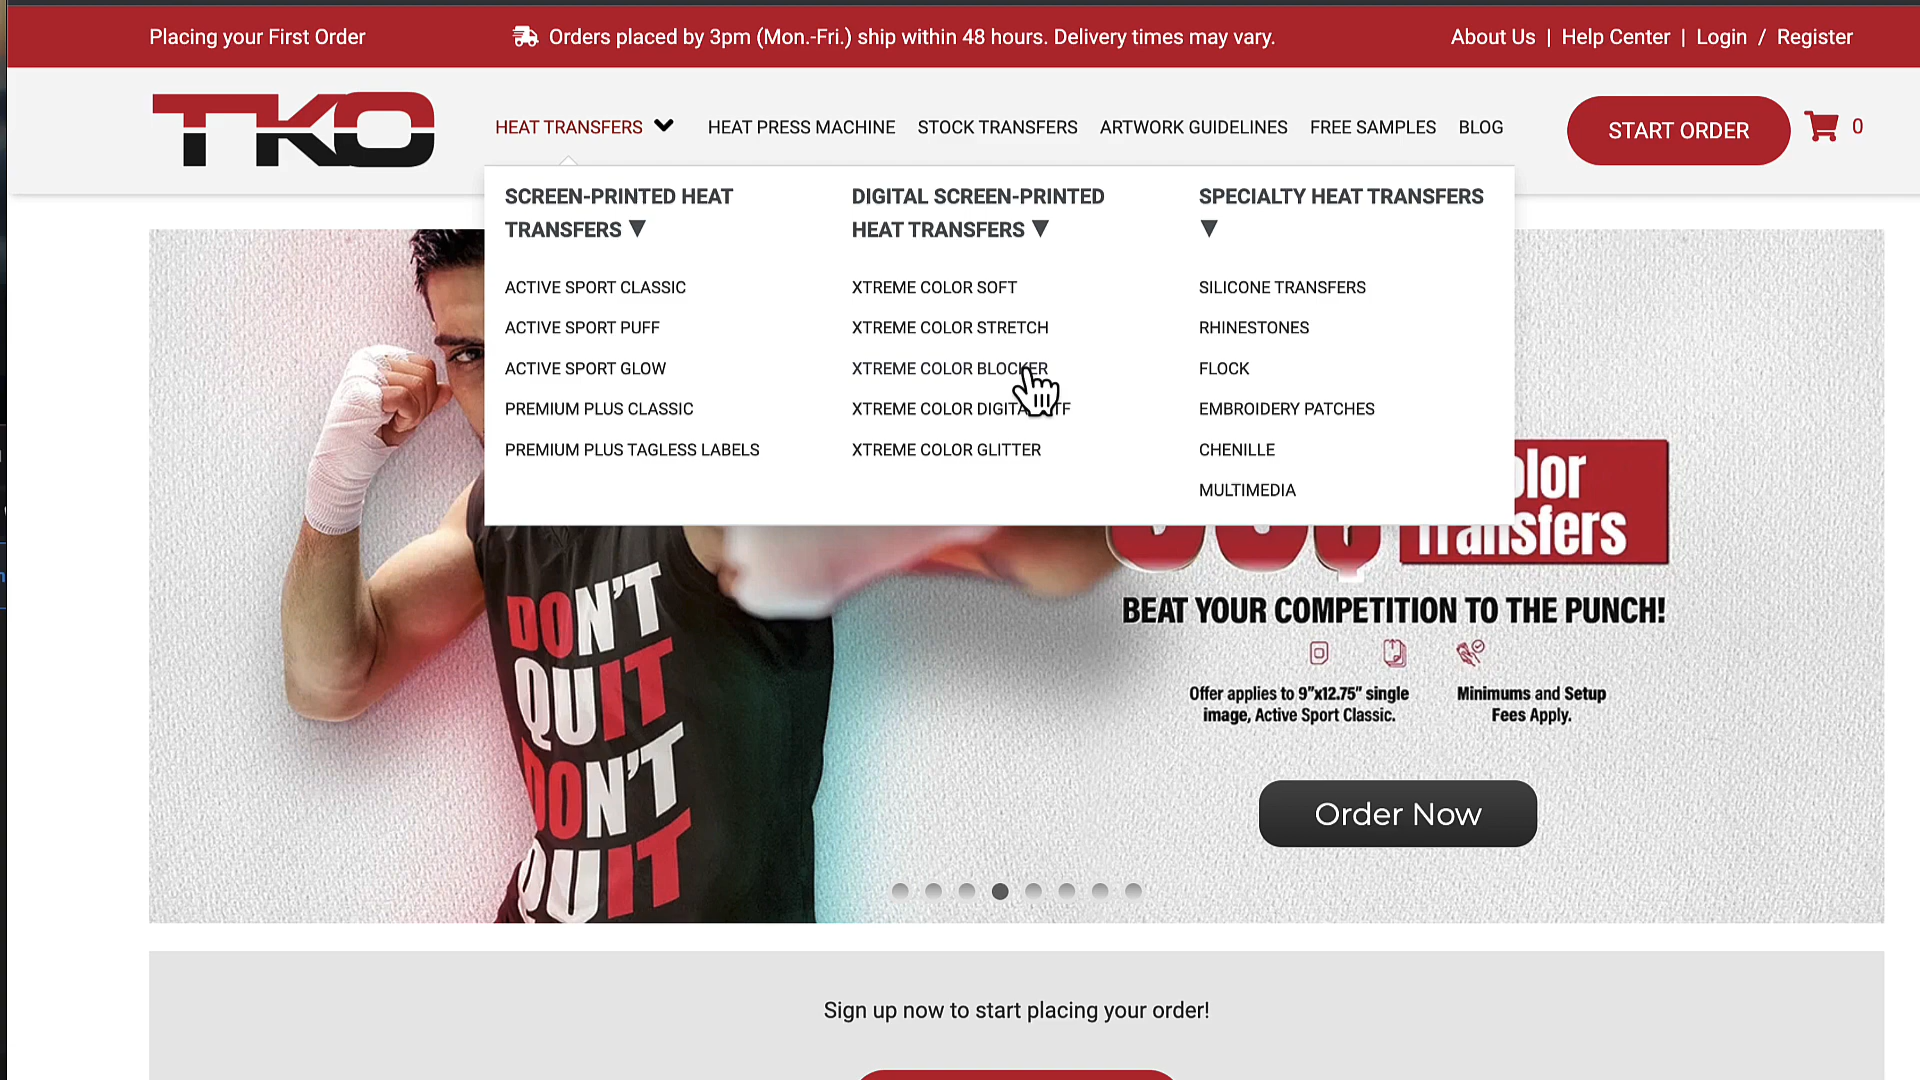 Placing your First Order
Orders placed by 3pm (Mon.-Fri.) ship within 48 hours. Delivery times may vary.
About Us | Help Center | Login / Register
TKO
HEAT TRANSFERS
HEAT PRESS MACHINE
STOCK TRANSFERS
ARTWORK GUIDELINES
FREE SAMPLES
BLOG
START ORDER
0
SCREEN-PRINTED HEAT
TRANSFERS ▼
ACTIVE SPORT CLASSIC
ACTIVE SPORT PUFF
ACTIVE SPORT GLOW
PREMIUM PLUS CLASSIC
PREMIUM PLUS TAGLESS LABELS
DIGITAL SCREEN-PRINTED
HEAT TRANSFERS ▼
XTREME COLOR SOFT
XTREME COLOR STRETCH
XTREME COLOR BLOCKER
XTREME COLOR
XTREME COLOR GLITTER
SPECIALTY HEAT TRANSFERS
▼
SILICONE TRANSFERS
RHINESTONES
FLOCK
EMBROIDERY PATCHES
CHENILLE
MULTIMEDIA
Transfers
BEAT YOUR COMPETITION TO THE PUNCH!
Offer applies to 9"x12.75" single
image, Active Sport Classic.
Minimums and Setup
Fees Apply.
Order Now
DON'T
QUIT
DON'T
QUIT
Sign up now to start placing your order!